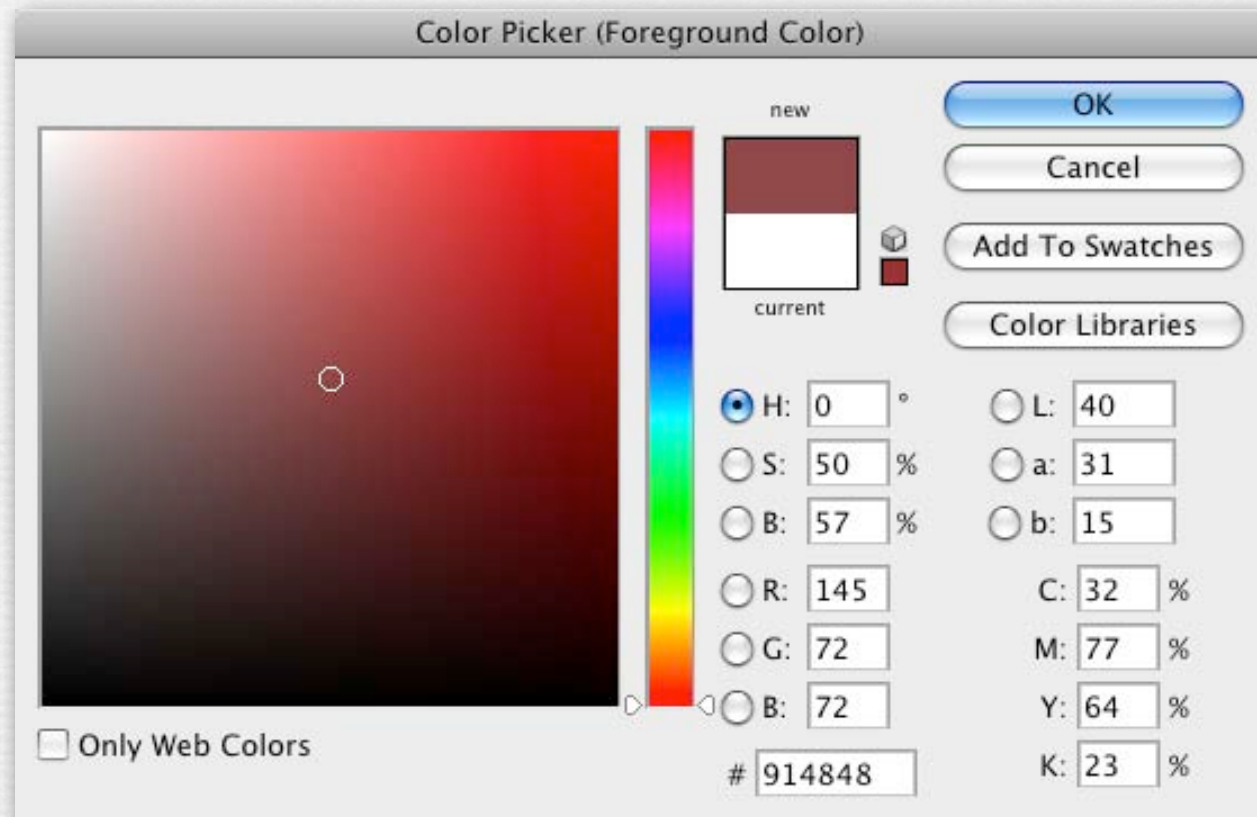 Color Picker (Foreground Color)
new
current
OK
Cancel
Add To Swatches
Color Libraries
H: 0 °
S: 50 %
B: 57 %
R: 145
G: 72
B: 72
# 914848
L: 40
a: 31
b: 15
C: 32 %
M: 77 %
Y: 64 %
K: 23 %
Only Web Colors